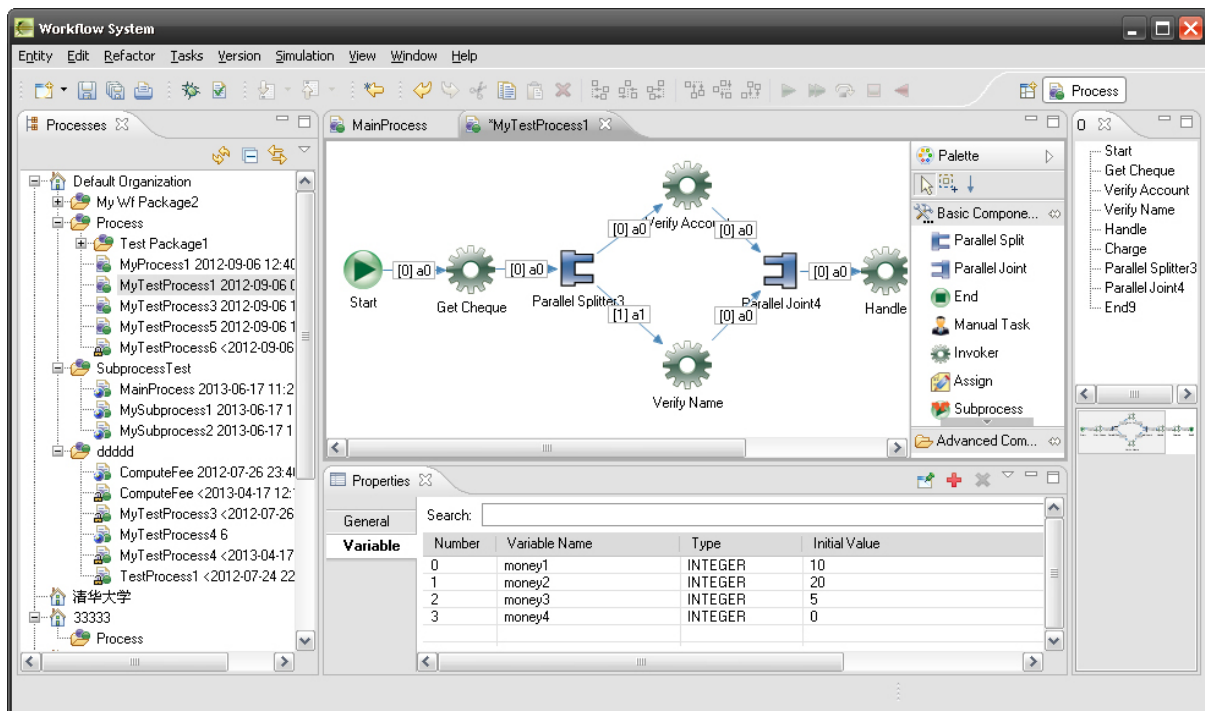 Workflow System
Entity Edit Refactor Tasks Version Simulation View Window Help
Process
Processes
Default Organization
My Wf Package2
Process
Test Package1
MyProcess1 2012-09-06 12:40
MyTestProcess1 2012-09-06 0
MyTestProcess3 2012-09-06 1
MyTestProcess5 2012-09-06 1
MyTestProcess6 <2012-09-06
SubprocessTest
MainProcess 2013-06-17 11:2
MySubprocess1 2013-06-17 1
MySubprocess2 2013-06-17 1
ddddd
ComputeFee 2012-07-26 23:4
ComputeFee <2013-04-17 12:
MyTestProcess3 <2012-07-26
MyTestProcess4 6
MyTestProcess4 <2013-04-17
TestProcess1 <2012-07-24 22
清华大学
33333
Process
MainProcess
*MyTestProcess1
Start
[0] a0
Get Cheque
[0] a0
Parallel Splitter3
[0] a0
Verify Account
[0] a0
[1] a1
Verify Name
[0] a0
Parallel Joint4
[0] a0
Handle
Palette
Basic Compone...
Parallel Split
Parallel Joint
End
Manual Task
Invoker
Assign
Subprocess
Advanced Com...
O
Start
Get Cheque
Verify Account
Verify Name
Handle
Charge
Parallel Splitter3
Parallel Joint4
End9
Properties
General
Variable
Search:
Number Variable Name Type Initial Value
0 money1 INTEGER 10
1 money2 INTEGER 20
2 money3 INTEGER 5
3 money4 INTEGER 0